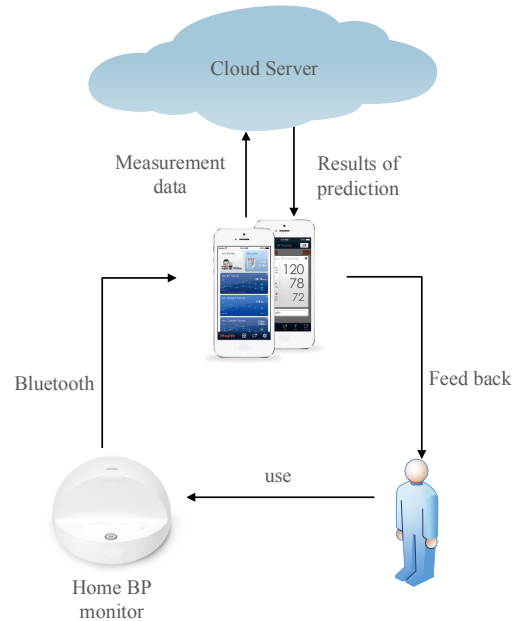 Cloud Server
Measurement
data
Results of
prediction
120
78
72
Bluetooth
Feed back
use
Home BP
monitor